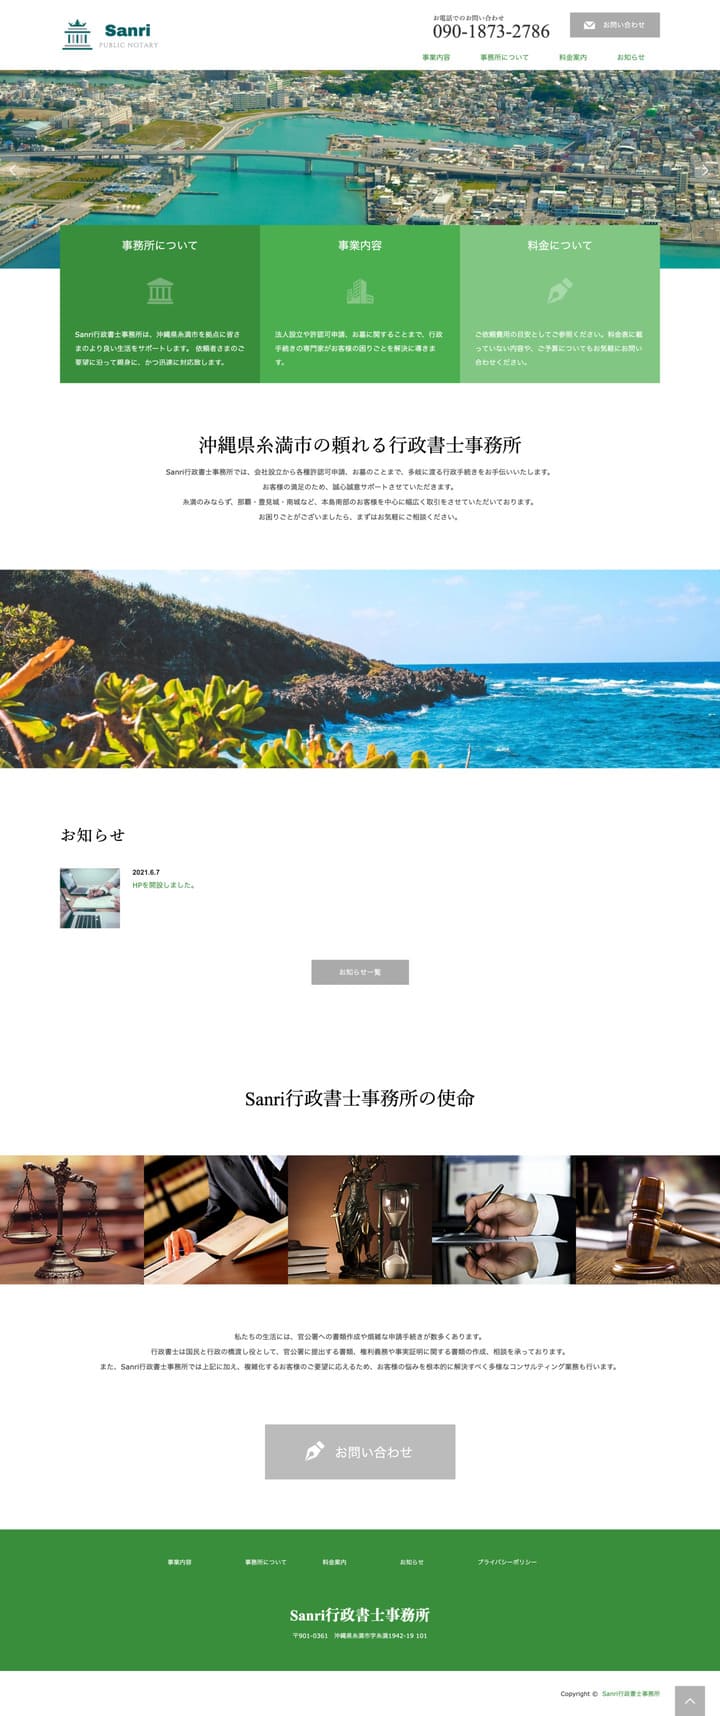 Sanri
PUBLIC NOTARY
お電話でのお問い合わせ
090-1873-2786
お問い合わせ
事業内容 事務所について 料金案内 お知らせ
事務所について
Sanri行政書士事務所は、沖縄県糸満市を拠点に皆さ
まのより良い生活をサポートします。 依頼者さまのご
要望に沿って親身に、かつ迅速に対応致します。
事業内容
法人設立や許認可申請、お墓に関することまで、行政
手続きの専門家がお客様の困りごとを解決に導きま
す。
料金について
ご依頼費用の目安としてご参照ください。料金表に載
っていない内容や、ご予算についてもお気軽にお問い
合わせください。
沖縄県糸満市の頼れる行政書士事務所
Sanri行政書士事務所では、会社設立から各種許認可申請、お墓のことまで、多岐に渡る行政手続きをお手伝いいたします。
お客様の満足のため、誠心誠意サポートさせていただきます。
糸満のみならず、那覇・豊見城・南城など、本島南部のお客様を中心に幅広く取引をさせていただいております。
お困りごとがございましたら、まずはお気軽にご相談ください。
お知らせ
2021.6.7
HPを開設しました。
お知らせ一覧
Sanri行政書士事務所の使命
私たちの生活には、官公署への書類作成や煩雑な申請手続きが数多くあります。
行政書士は国民と行政の橋渡し役として、官公署に提出する書類、権利義務や事実証明に関する書類の作成、相談を承っております。
また、Sanri行政書士事務所では上記に加え、複雑化するお客様のご要望に応えるため、お客様の悩みを根本的に解決すべく多様なコンサルティング業務も行います。
お問い合わせ
事業内容 事務所について 料金案内 お知らせ プライバシーポリシー
Sanri行政書士事務所
〒901-0361 沖縄県糸満市字糸満1942-19 101
Copyright © Sanri行政書士事務所